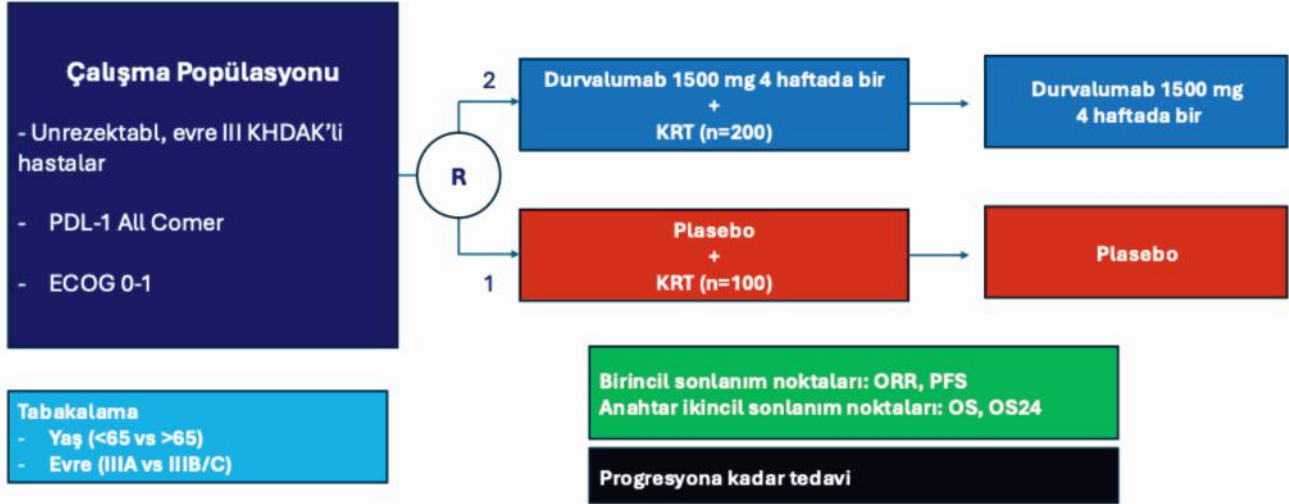 Çalışma Popülasyonu
- Unrezektabl, evre III KHDAK’li
hastalar
- PDL-1 All Comer
- ECOG 0-1
R
2
1
Durvalumab 1500 mg 4 haftada bir
+
KRT (n=200)
Durvalumab 1500 mg
4 haftada bir
Plasebo
+
KRT (n=100)
Plasebo
Tabakalama
- Yaş (<65 vs >65)
- Evre (IIIA vs IIIB/C)
Birincil sonlanım noktaları: ORR, PFS
Anahtar ikincil sonlanım noktaları: OS, OS24
Progresyona kadar tedavi